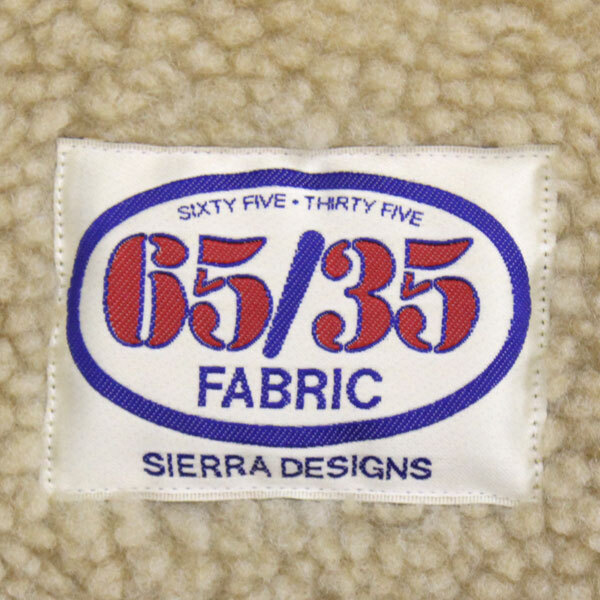 SIXTY FIVE • THIRTY FIVE
65/35
FABRIC
SIERRA DESIGNS